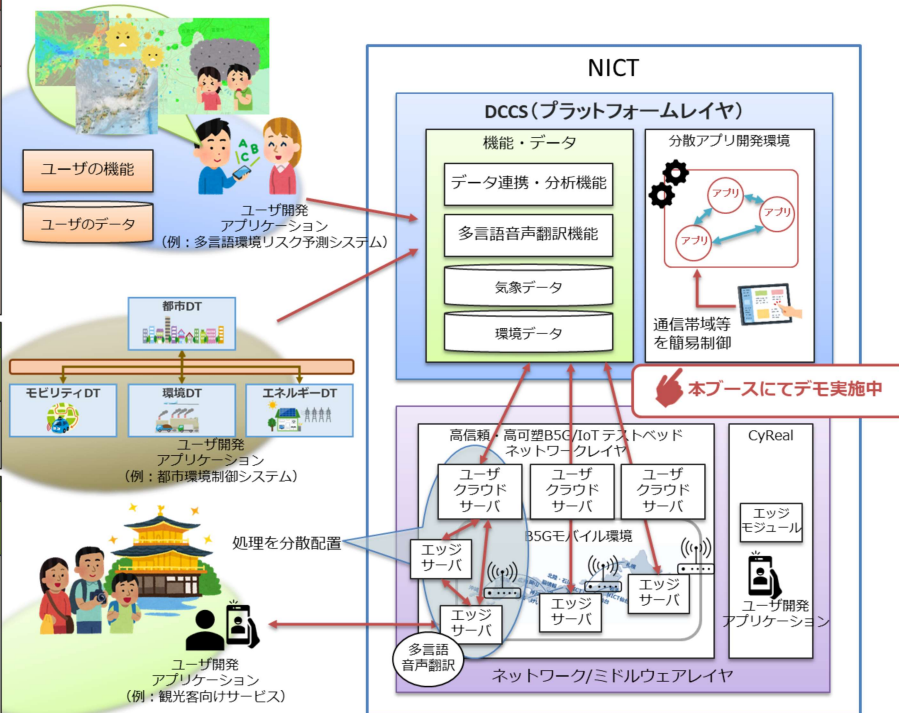 NICT
DCCS（プラットフォームレイヤ）
機能・データ
データ連携・分析機能
多言語音声翻訳機能
気象データ
環境データ
分散アプリ開発環境
アプリ
アプリ
アプリ
通信帯域等
を簡易制御
本ブースにてデモ実施中
A
B
C
ユーザの機能
ユーザのデータ
ユーザ開発
アプリケーション
（例：多言語環境リスク予測システム）
都市DT
モビリティDT
環境DT
エネルギーDT
ユーザ開発
アプリケーション
（例：都市環境制御システム）
処理を分散配置
ユーザ開発
アプリケーション
（例：観光客向けサービス）
高信頼・高可塑B5G/IoTテストベッド
ネットワークレイヤ
ユーザ
クラウド
サーバ
ユーザ
クラウド
サーバ
ユーザ
クラウド
サーバ
B5Gモバイル環境
エッジ
サーバ
エッジ
サーバ
エッジ
サーバ
エッジ
サーバ
多言語
音声翻訳
CyReal
エッジ
モジュール
ユーザ開発
アプリケーション
ネットワーク/ミドルウェアレイヤ